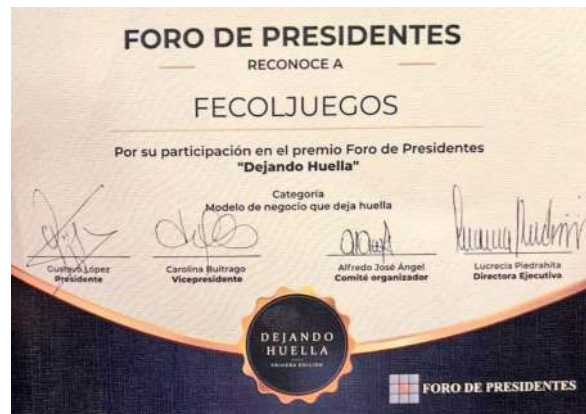 FORO DE PRESIDENTES
RECONOCE A
FECOLJUEGOS
Por su participación en el premio Foro de Presidentes
"Dejando Huella"
Categoría
Modelo de negocio que deja huella
Gustavo López
Presidente
Carolina Buitrago
Vicepresidente
Alfredo José Ángel
Comité organizador
Lucrecia Piedrahita
Directora Ejecutiva
DEJANDO
HUELLA
PRIMERA EDICIÓN
FORO DE PRESIDENTES